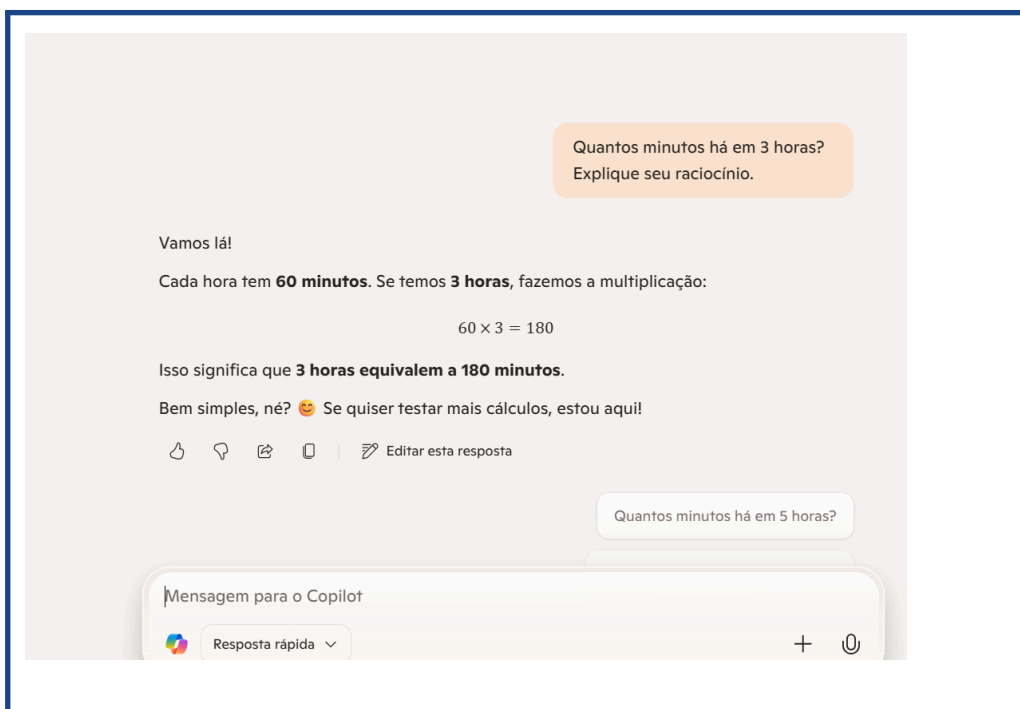 Quantos minutos há em 3 horas?
Explique seu raciocínio.
Vamos lá!
Cada hora tem 60 minutos. Se temos 3 horas, fazemos a multiplicação:
60 × 3 = 180
Isso significa que 3 horas equivalem a 180 minutos.
Bem simples, né? 😊 Se quiser testar mais cálculos, estou aqui!
Editar esta resposta
Quantos minutos há em 5 horas?
Mensagem para o Copilot
Resposta rápida